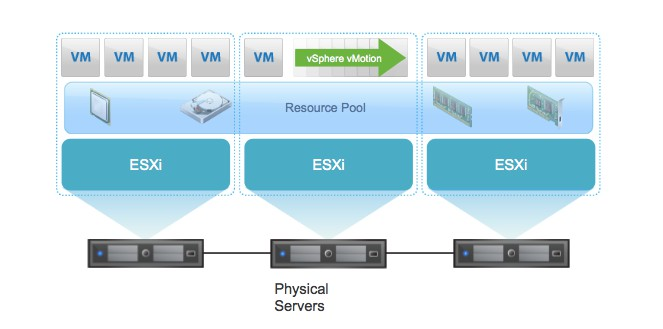 VM VM VM VM VM vSphere vMotion VM VM VM VM
Resource Pool
ESXi ESXi ESXi
Physical
Servers